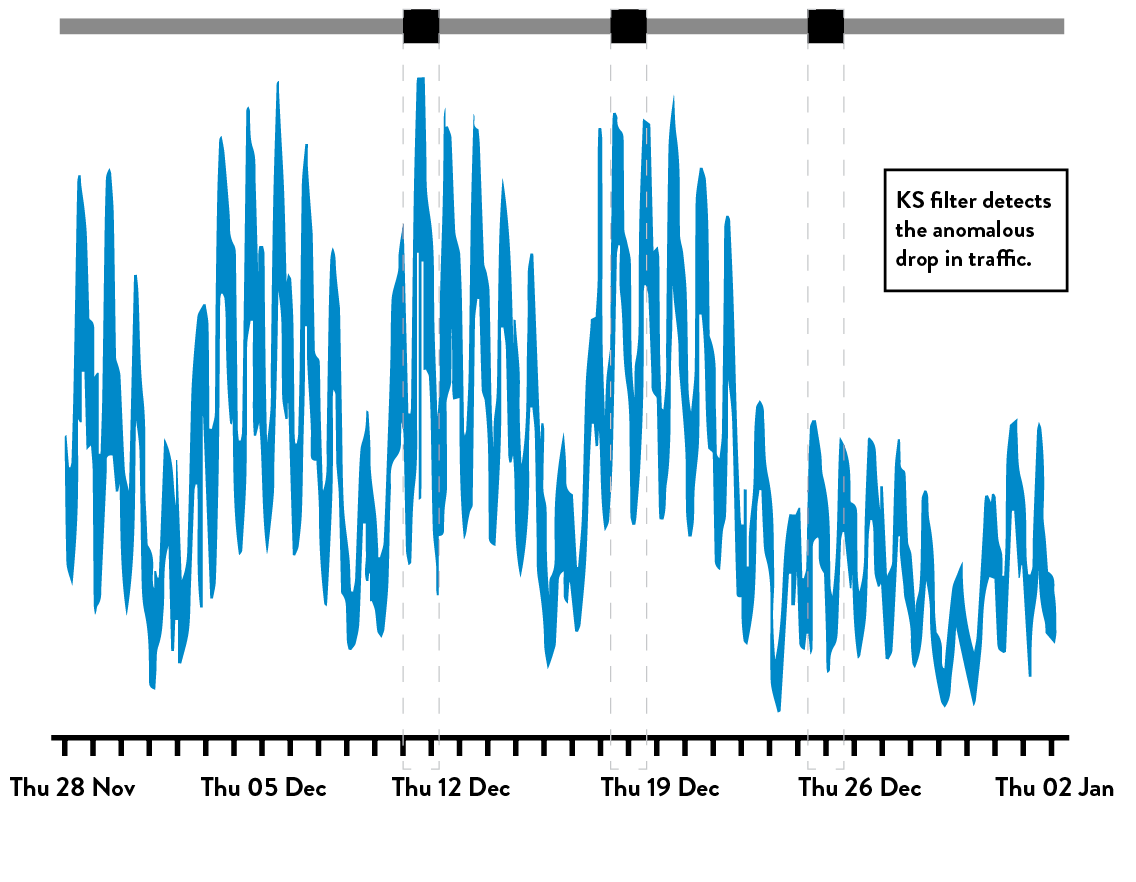 KS filter detects
the anomalous
drop in traffic.
Thu 28 Nov
Thu 05 Dec
Thu 12 Dec
Thu 19 Dec
Thu 26 Dec
Thu 02 Jan